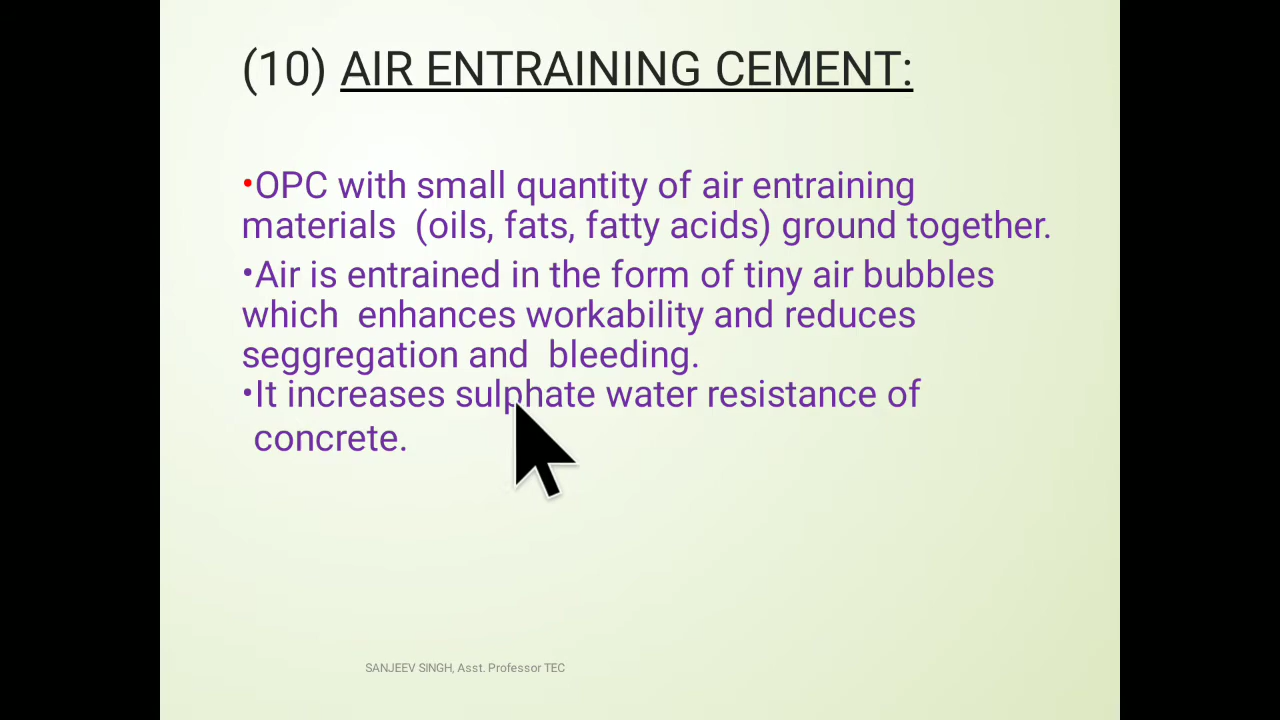 (10) AIR ENTRAINING CEMENT:
•OPC with small quantity of air entraining
materials (oils, fats, fatty acids) ground together.
•Air is entrained in the form of tiny air bubbles
which enhances workability and reduces
seggregation and bleeding.
•It increases sulphate water resistance of
concrete.
SANJEEV SINGH, Asst. Professor TEC